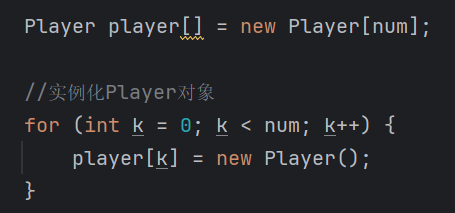 Player player[] = new Player[num];
//实例化Player对象
for (int k = 0; k < num; k++) {
    player[k] = new Player();
}